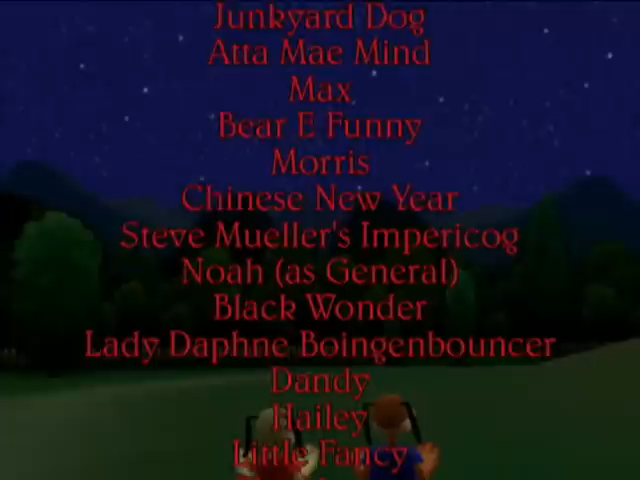 Junkyard Dog
Atta Mae Mind
Max
Bear E Funny
Morris
Chinese New Year
Steve Mueller's Impericog
Noah (as General)
Black Wonder
Lady Daphne Boingenbouncer
Dandy
Hailey
Little Fancy